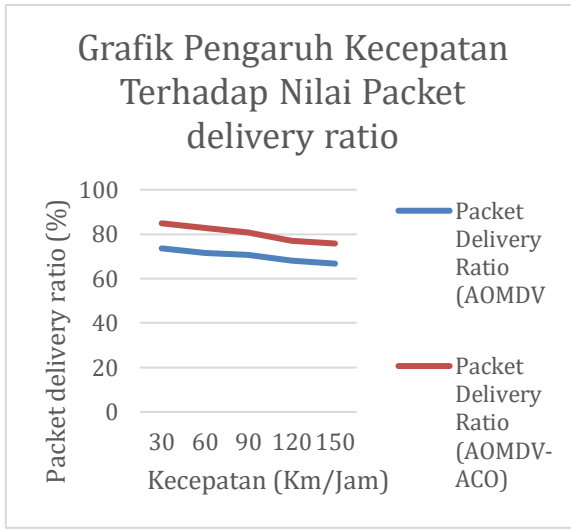 Grafik Pengaruh Kecepatan
Terhadap Nilai Packet
delivery ratio
Packet delivery ratio (%)
100
80
60
40
20
0
30 60 90 120 150
Kecepatan (Km/Jam)
Packet
Delivery
Ratio
(AOMDV
Packet
Delivery
Ratio
(AOMDV-
ACO)